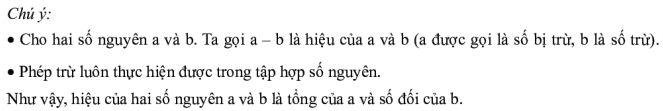 Chú ý:
• Cho hai số nguyên a và b. Ta gọi a – b là hiệu của a và b (a được gọi là số bị trừ, b là số trừ).
• Phép trừ luôn thực hiện được trong tập hợp số nguyên.
Như vậy, hiệu của hai số nguyên a và b là tổng của a và số đối của b.